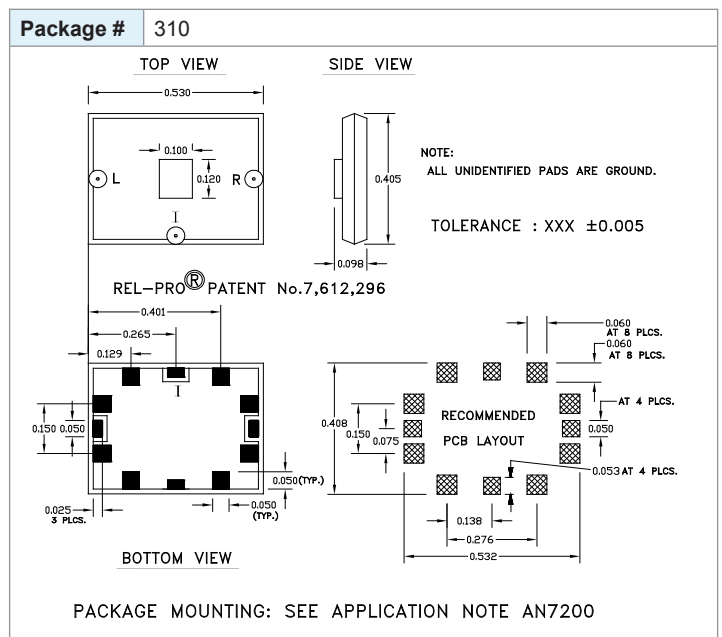 Package # 310
TOP VIEW
SIDE VIEW
0.530
0.100
0.120
L
R
I
0.405
0.098
NOTE:
ALL UNIDENTIFIED PADS ARE GROUND.
TOLERANCE : XXX ±0.005
REL-PRO® PATENT No.7,612,296
0.401
0.265
0.129
I
0.150
0.050
0.050(TYP.)
0.025
3 PLCS.
0.050
(TYP.)
BOTTOM VIEW
0.060
AT 8 PLCS.
0.060
AT 8 PLCS.
AT 4 PLCS.
0.050
0.408
0.150
0.075
RECOMMENDED
PCB LAYOUT
0.053 AT 4 PLCS.
0.138
0.276
0.532
PACKAGE MOUNTING: SEE APPLICATION NOTE AN7200